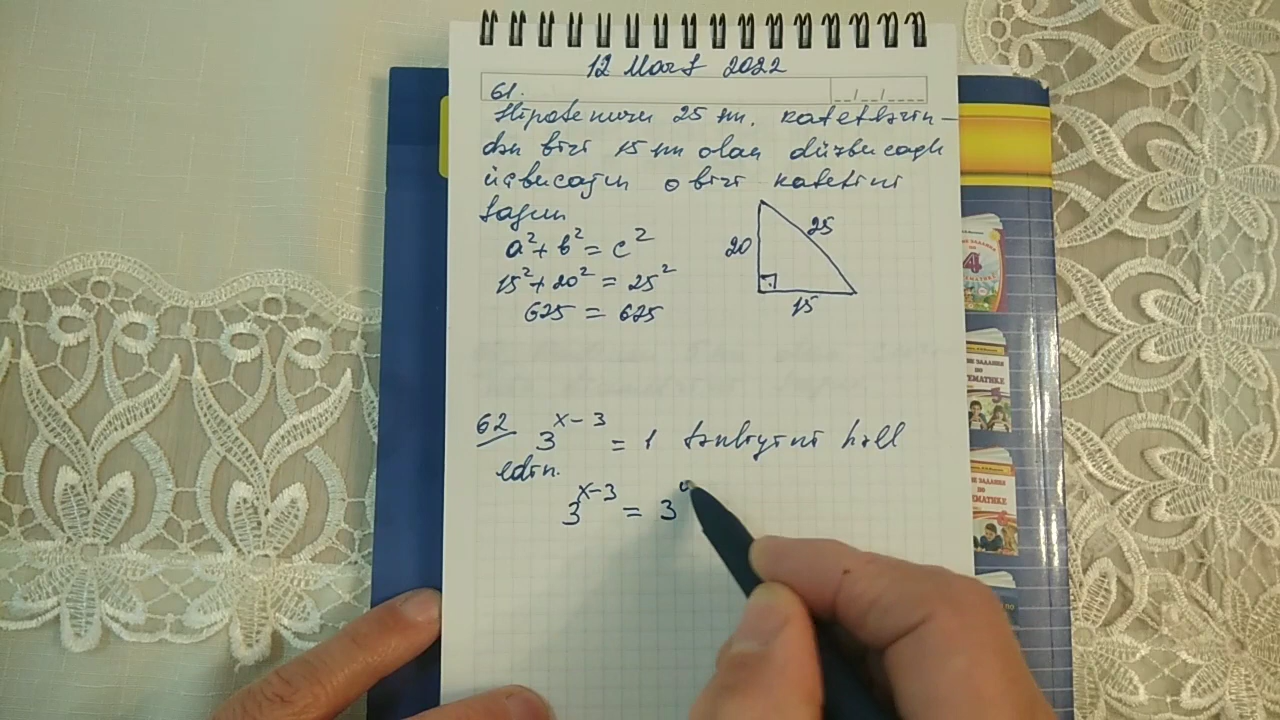 12 Mart 2022
61.
Hipotenuzu 25 sm, katetlərin-
dən biri 15 sm olan düzbucaqlı
üçbucağın o biri katetini
tapın
a² + b² = c²
15² + 20² = 25²
625 = 625
25
20
15
62 3^{x-3} = 1 tənliyini həll
edin.
3^{x-3} = 3
4
5